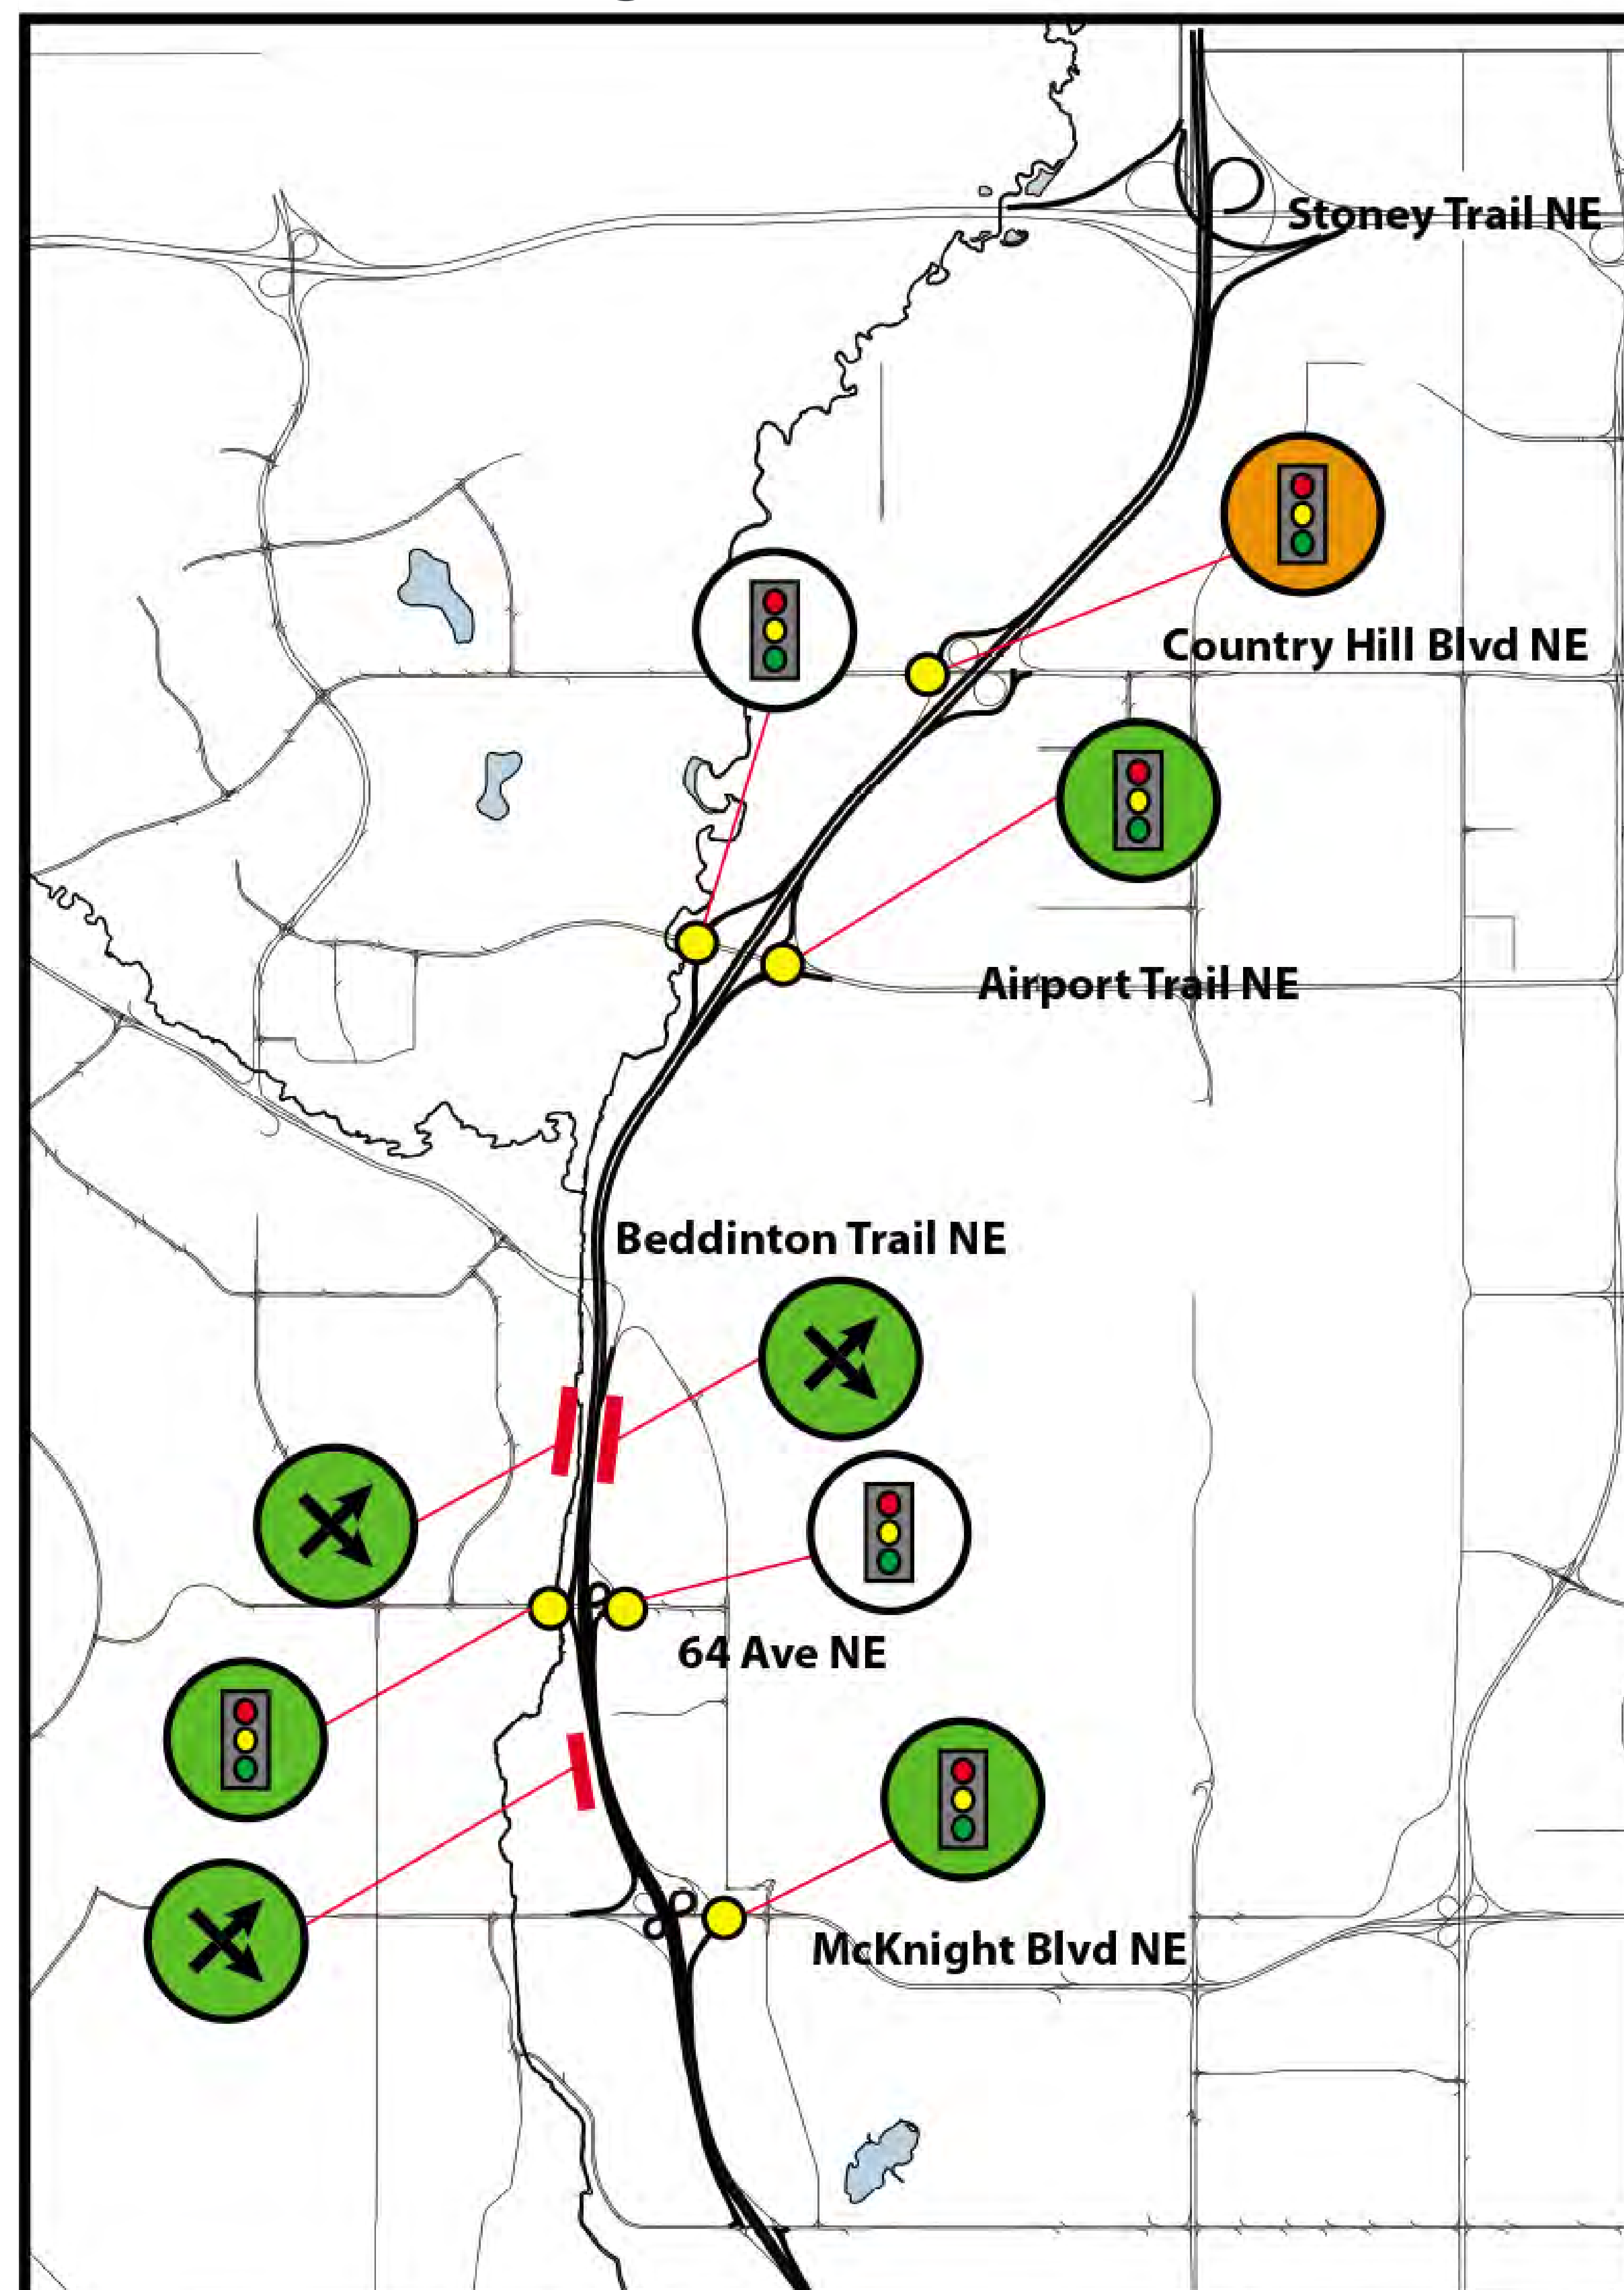 Stoney Trail NE
Country Hill Blvd NE
Airport Trail NE
Beddinton Trail NE
64 Ave NE
McKnight Blvd NE